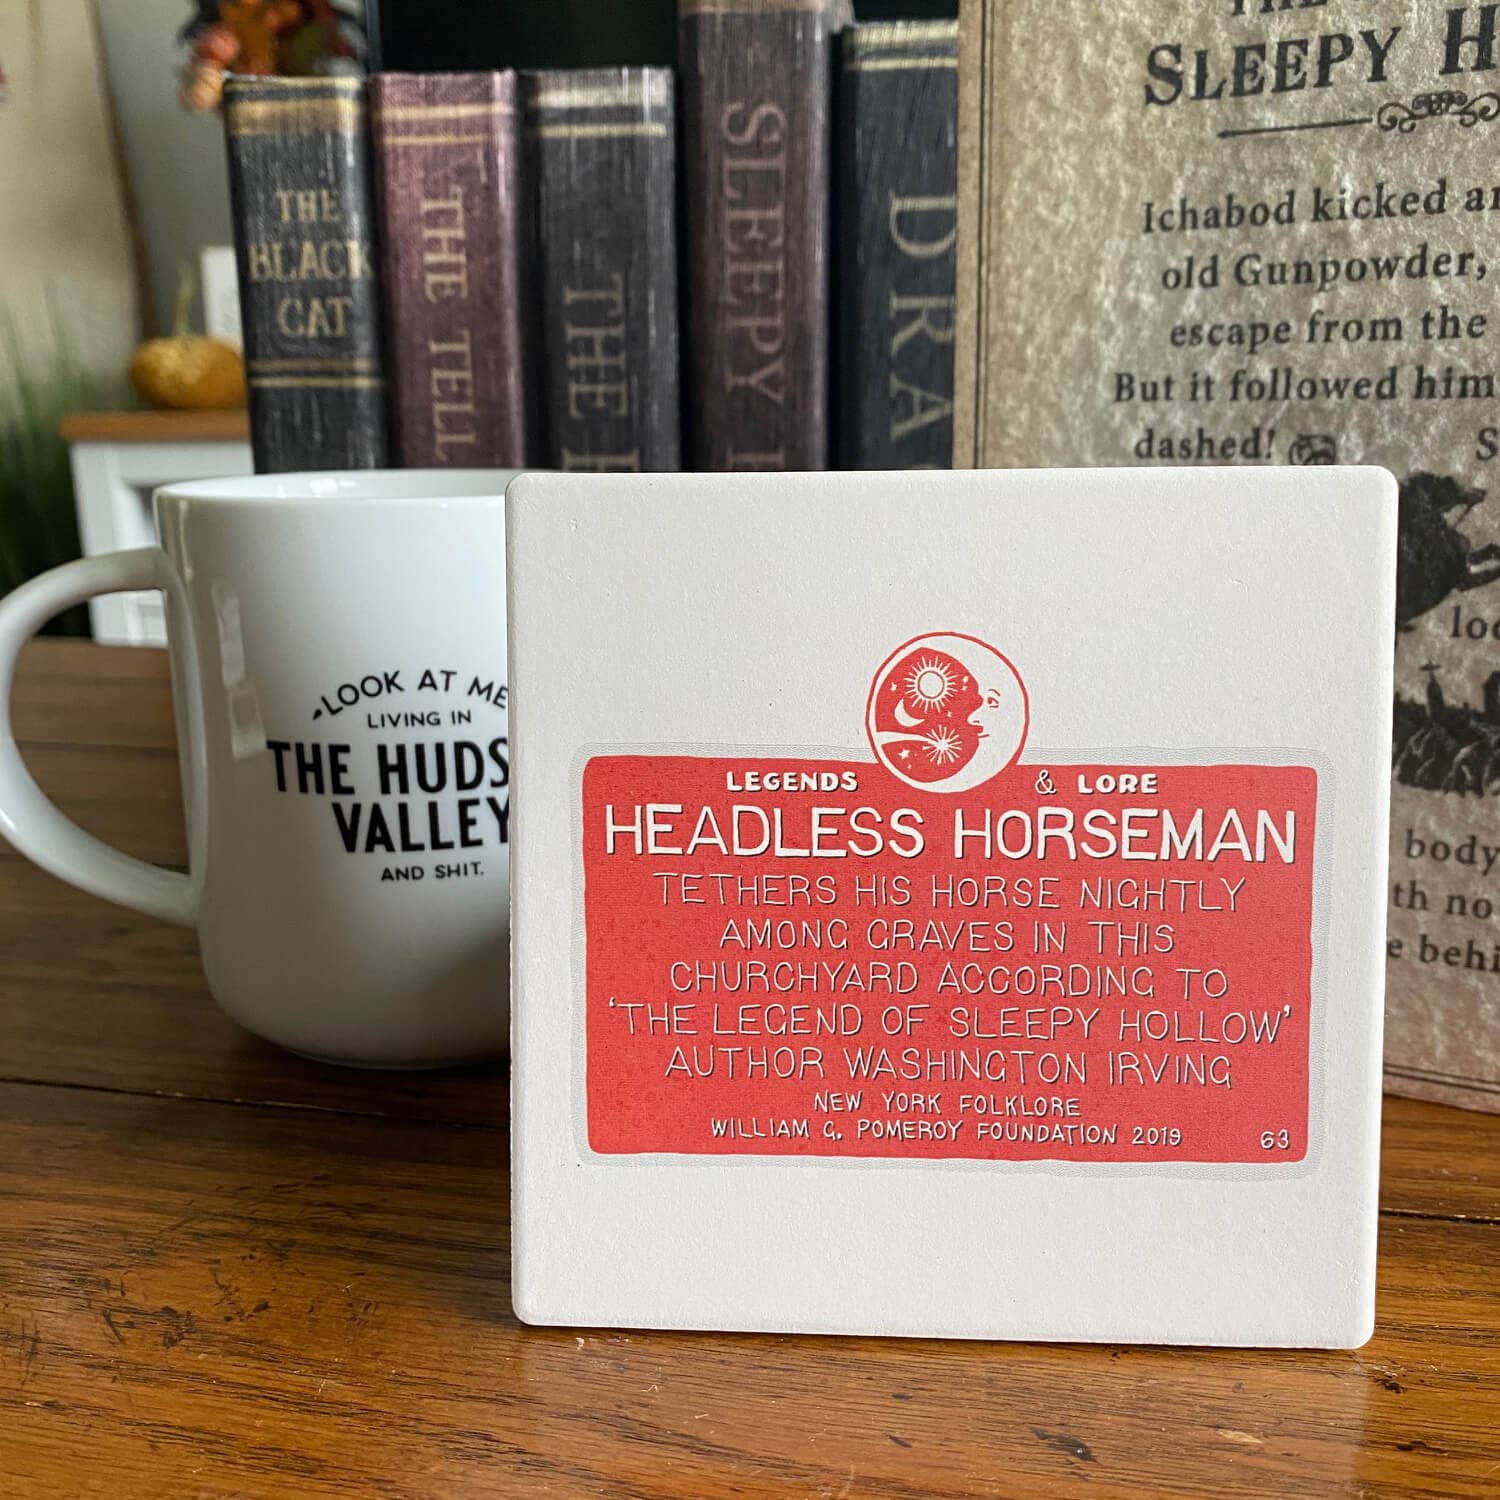 THE
BLACK
CAT
THE TELL
THE
SLEEPY
DRA
SLEEPY
Ichabod kicked
old Gunpowder,
escape from the
But it followed him
dashed!
body
no
LOOK AT ME
LIVING IN
THE HUDS
VALLEY
AND SHIT.
LEGENDS & LORE
HEADLESS HORSEMAN
TETHERS HIS HORSE NIGHTLY
AMONG GRAVES IN THIS
CHURCHYARD ACCORDING TO
'THE LEGEND OF SLEEPY HOLLOW'
AUTHOR WASHINGTON IRVING
NEW YORK FOLKLORE
WILLIAM G. POMEROY FOUNDATION 2019 63